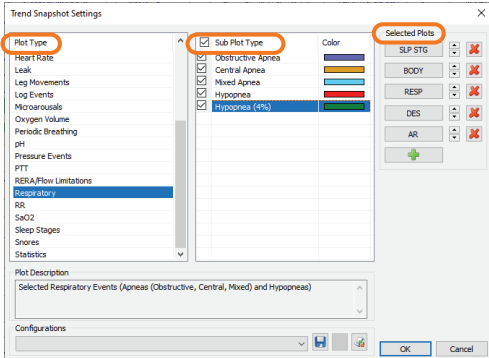 Trend Snapshot Settings
Plot Type
Heart Rate
Leak
Leg Movements
Log Events
Microarousals
Oxygen Volume
Periodic Breathing
pH
Pressure Events
PTT
RERA/Flow Limitations
Respiratory
RR
SaO2
Sleep Stages
Snores
Statistics
Sub Plot Type Color
Obstructive Apnea
Central Apnea
Mixed Apnea
Hypopnea
Hypopnea (4%)
Selected Plots
SLP STG
BODY
RESP
DES
AR
Plot Description
Selected Respiratory Events (Apneas (Obstructive, Central, Mixed) and Hypopneas)
Configurations
OK Cancel